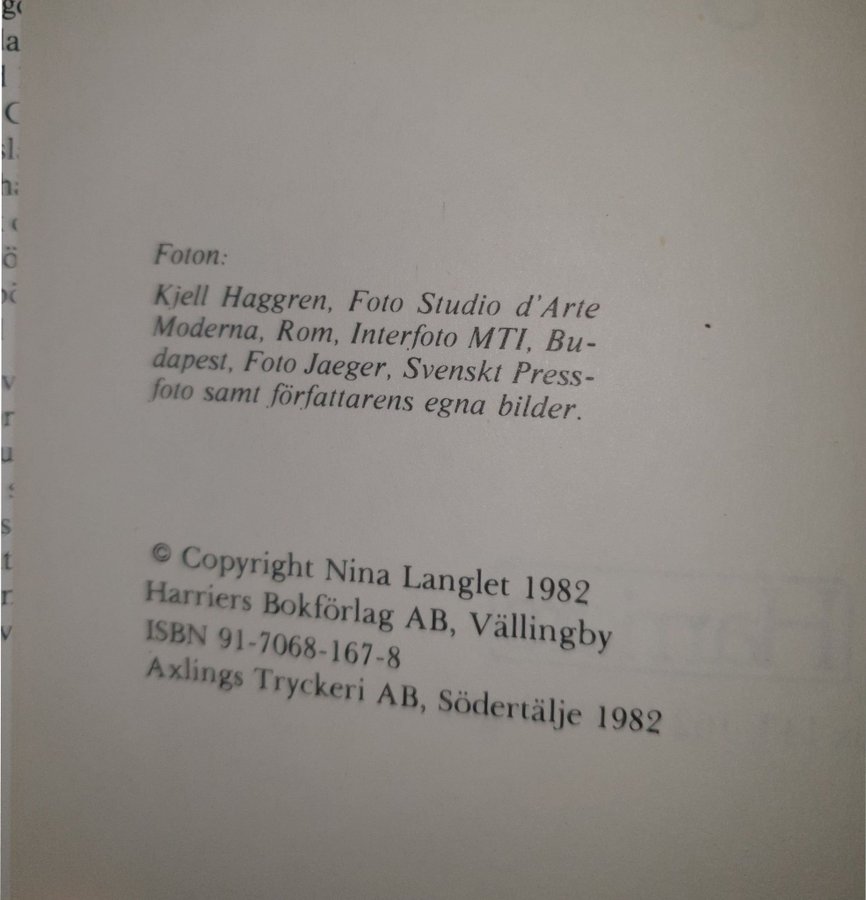 Foton:
Kjell Haggren, Foto Studio d'Arte
Moderna, Rom, Interfoto MTI, Bu-
dapest, Foto Jaeger, Svenskt Press-
foto samt författarens egna bilder.
© Copyright Nina Langlet 1982
Harriers Bokförlag AB, Vällingby
ISBN 91-7068-167-8
Axlings Tryckeri AB, Södertälje 1982